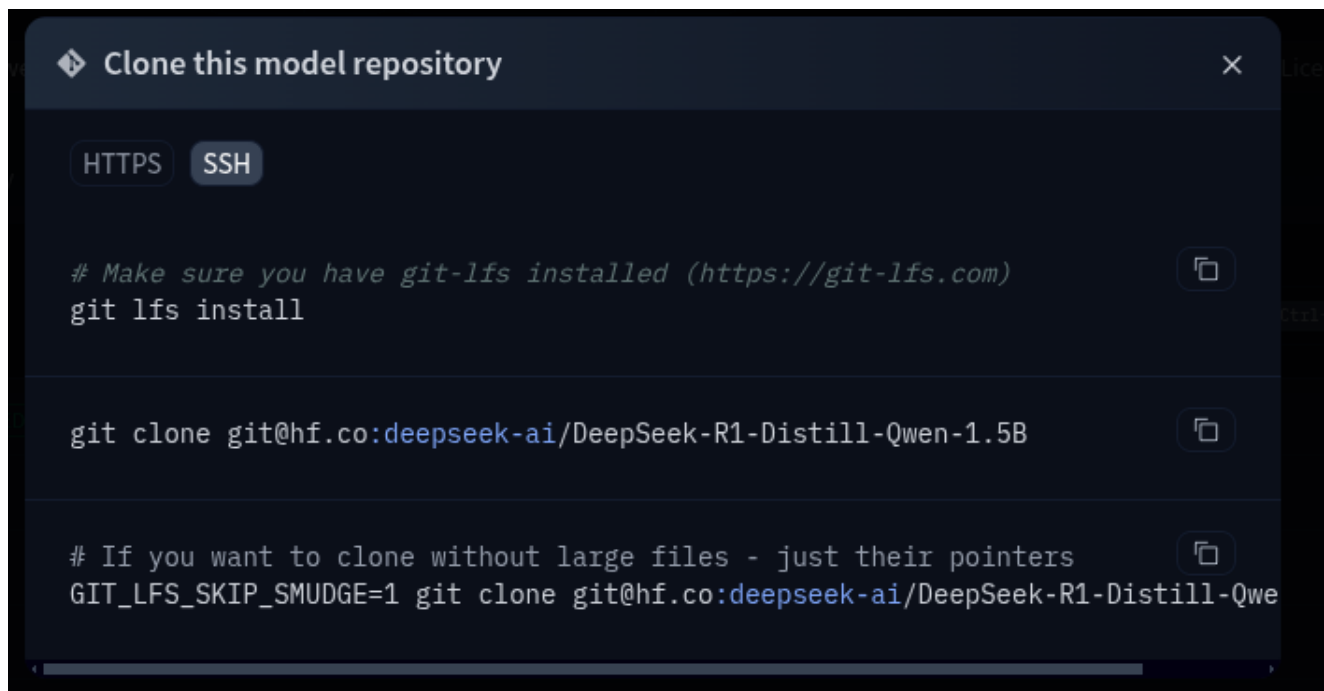 Clone this model repository
HTTPS SSH
# Make sure you have git-lfs installed (https://git-lfs.com)
git lfs install
git clone git@hf.co:deepseek-ai/DeepSeek-R1-Distill-Qwen-1.5B
# If you want to clone without large files - just their pointers
GIT_LFS_SKIP_SMUDGE=1 git clone git@hf.co:deepseek-ai/DeepSeek-R1-Distill-Qwe